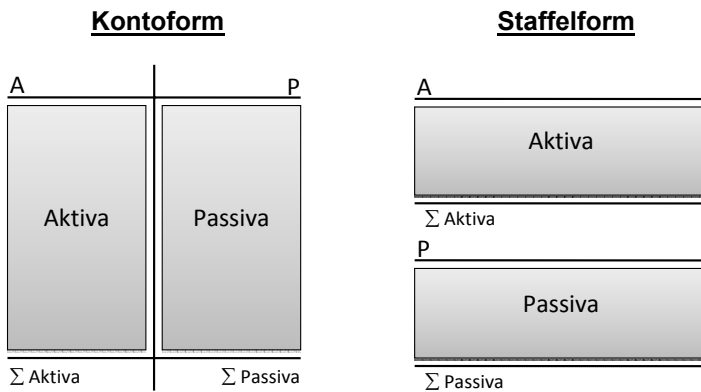 Kontoform
A P
Aktiva Passiva
∑ Aktiva ∑ Passiva
Staffelform
A
Aktiva
∑ Aktiva
P
Passiva
∑ Passiva